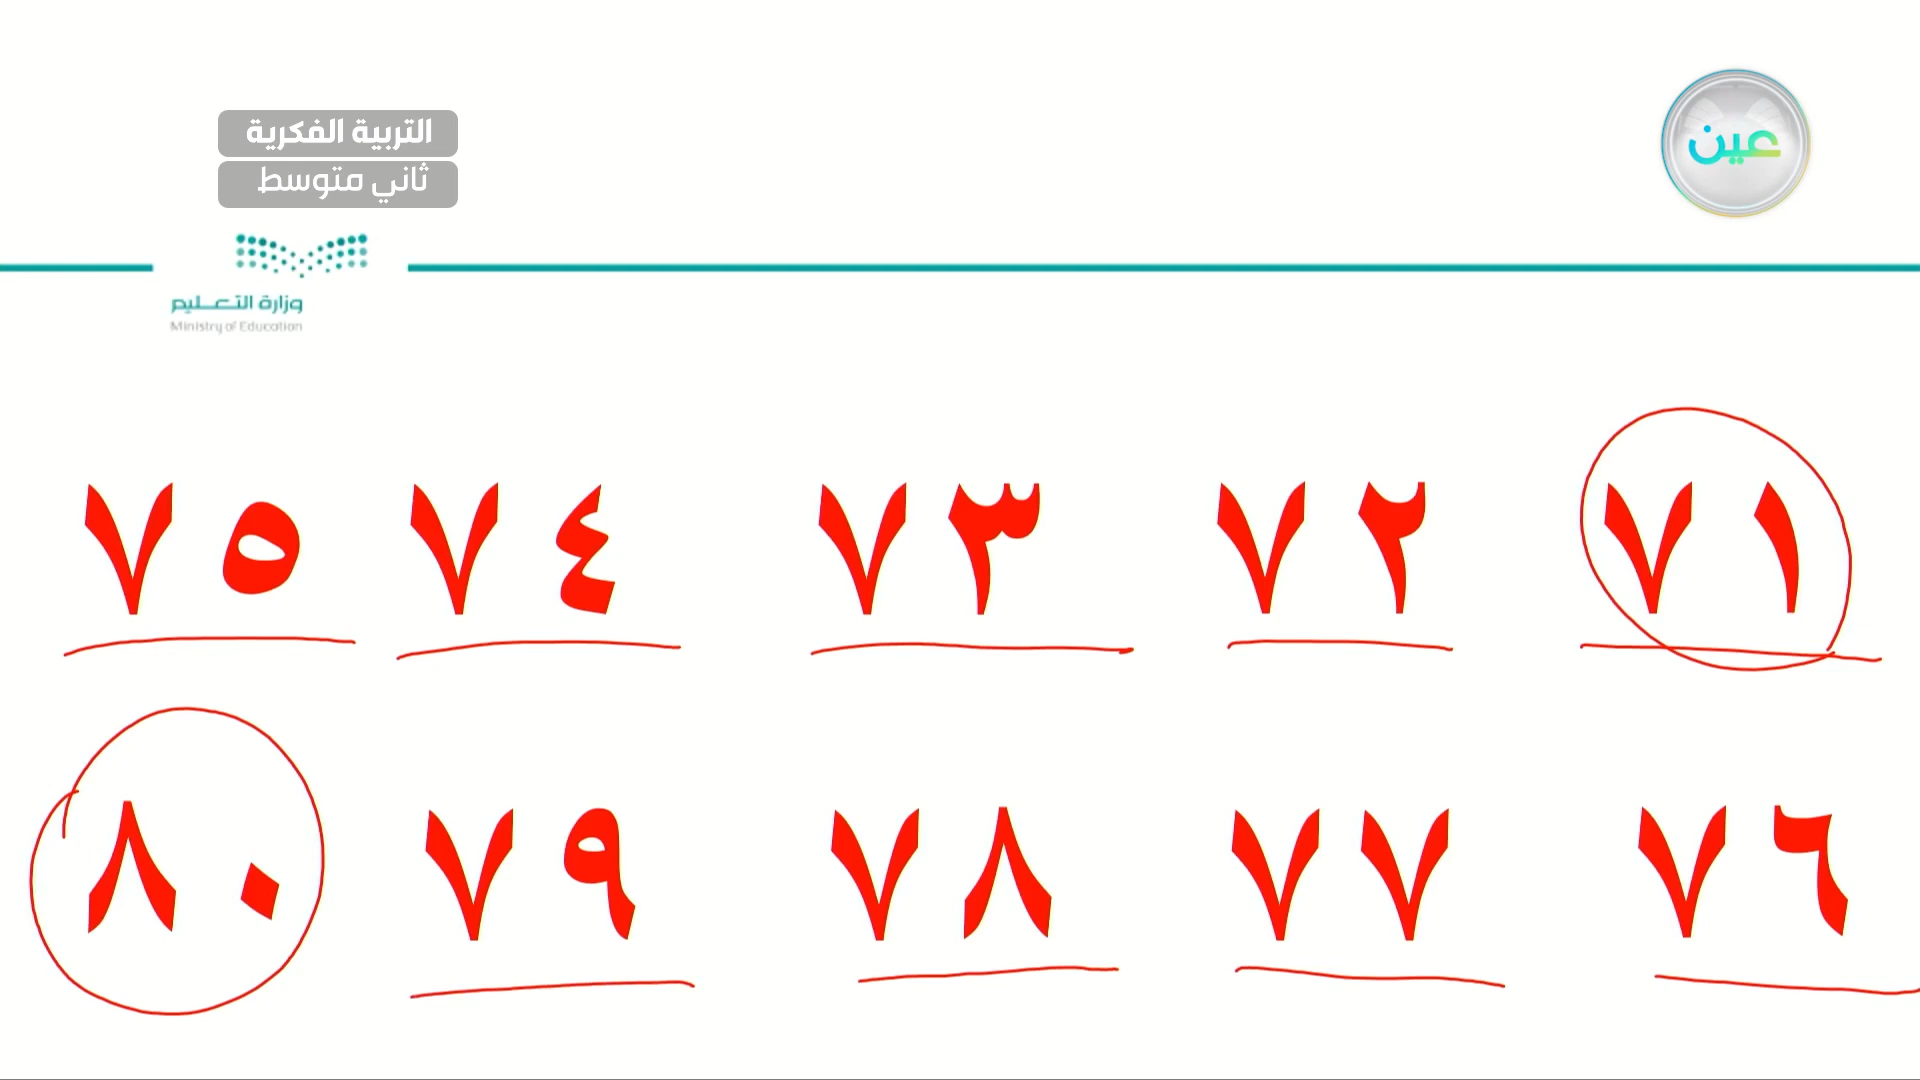 التربية الفكرية
ثاني متوسط
عين
وزارة التعليم
Ministry of Education
٧١ ٧٢ ٧٣ ٧٤ ٧٥
٧٦ ٧٧ ٧٨ ٧٩ ٨٠